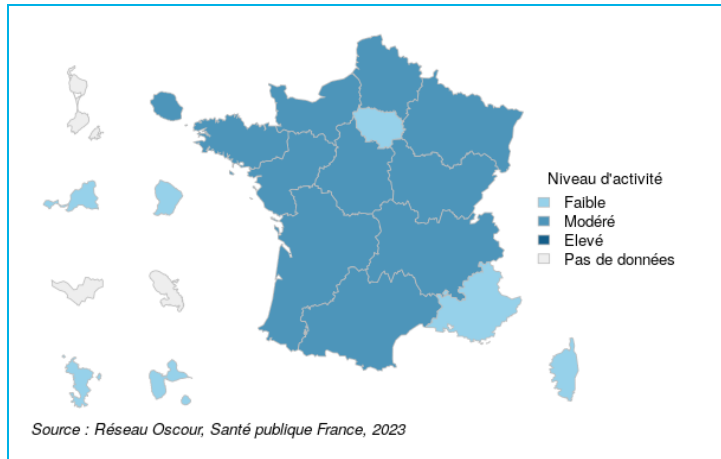 Niveau d'activité
Faible
Modéré
Elevé
Pas de données
Source : Réseau Oscour, Santé publique France, 2023